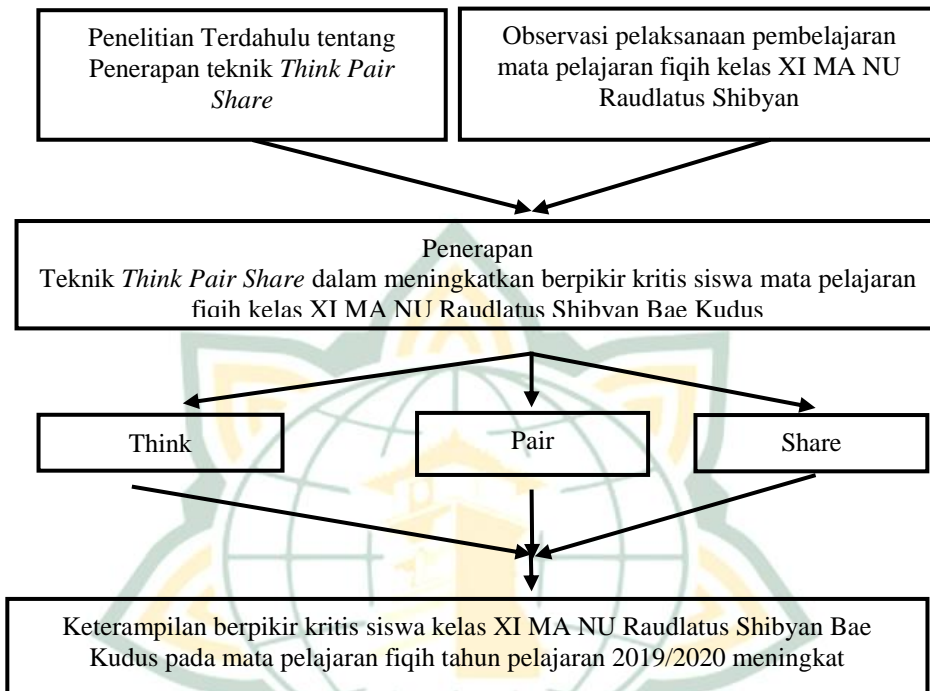 Penelitian Terdahulu tentang
Penerapan teknik Think Pair
Share
Observasi pelaksanaan pembelajaran
mata pelajaran fiqih kelas XI MA NU
Raudlatus Shibyan
Penerapan
Teknik Think Pair Share dalam meningkatkan berpikir kritis siswa mata pelajaran
fiqih kelas XI MA NU Raudlatus Shibyan Bae Kudus
Think
Pair
Share
Keterampilan berpikir kritis siswa kelas XI MA NU Raudlatus Shibyan Bae
Kudus pada mata pelajaran fiqih tahun pelajaran 2019/2020 meningkat